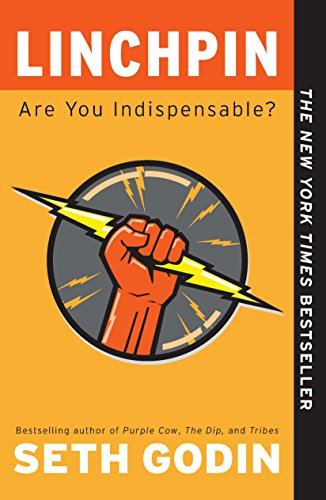 LINCHPIN
Are You Indispensable?
THE NEW YORK TIMES BESTSELLER
Bestselling author of Purple Cow, The Dip, and Tribes
SETH GODIN